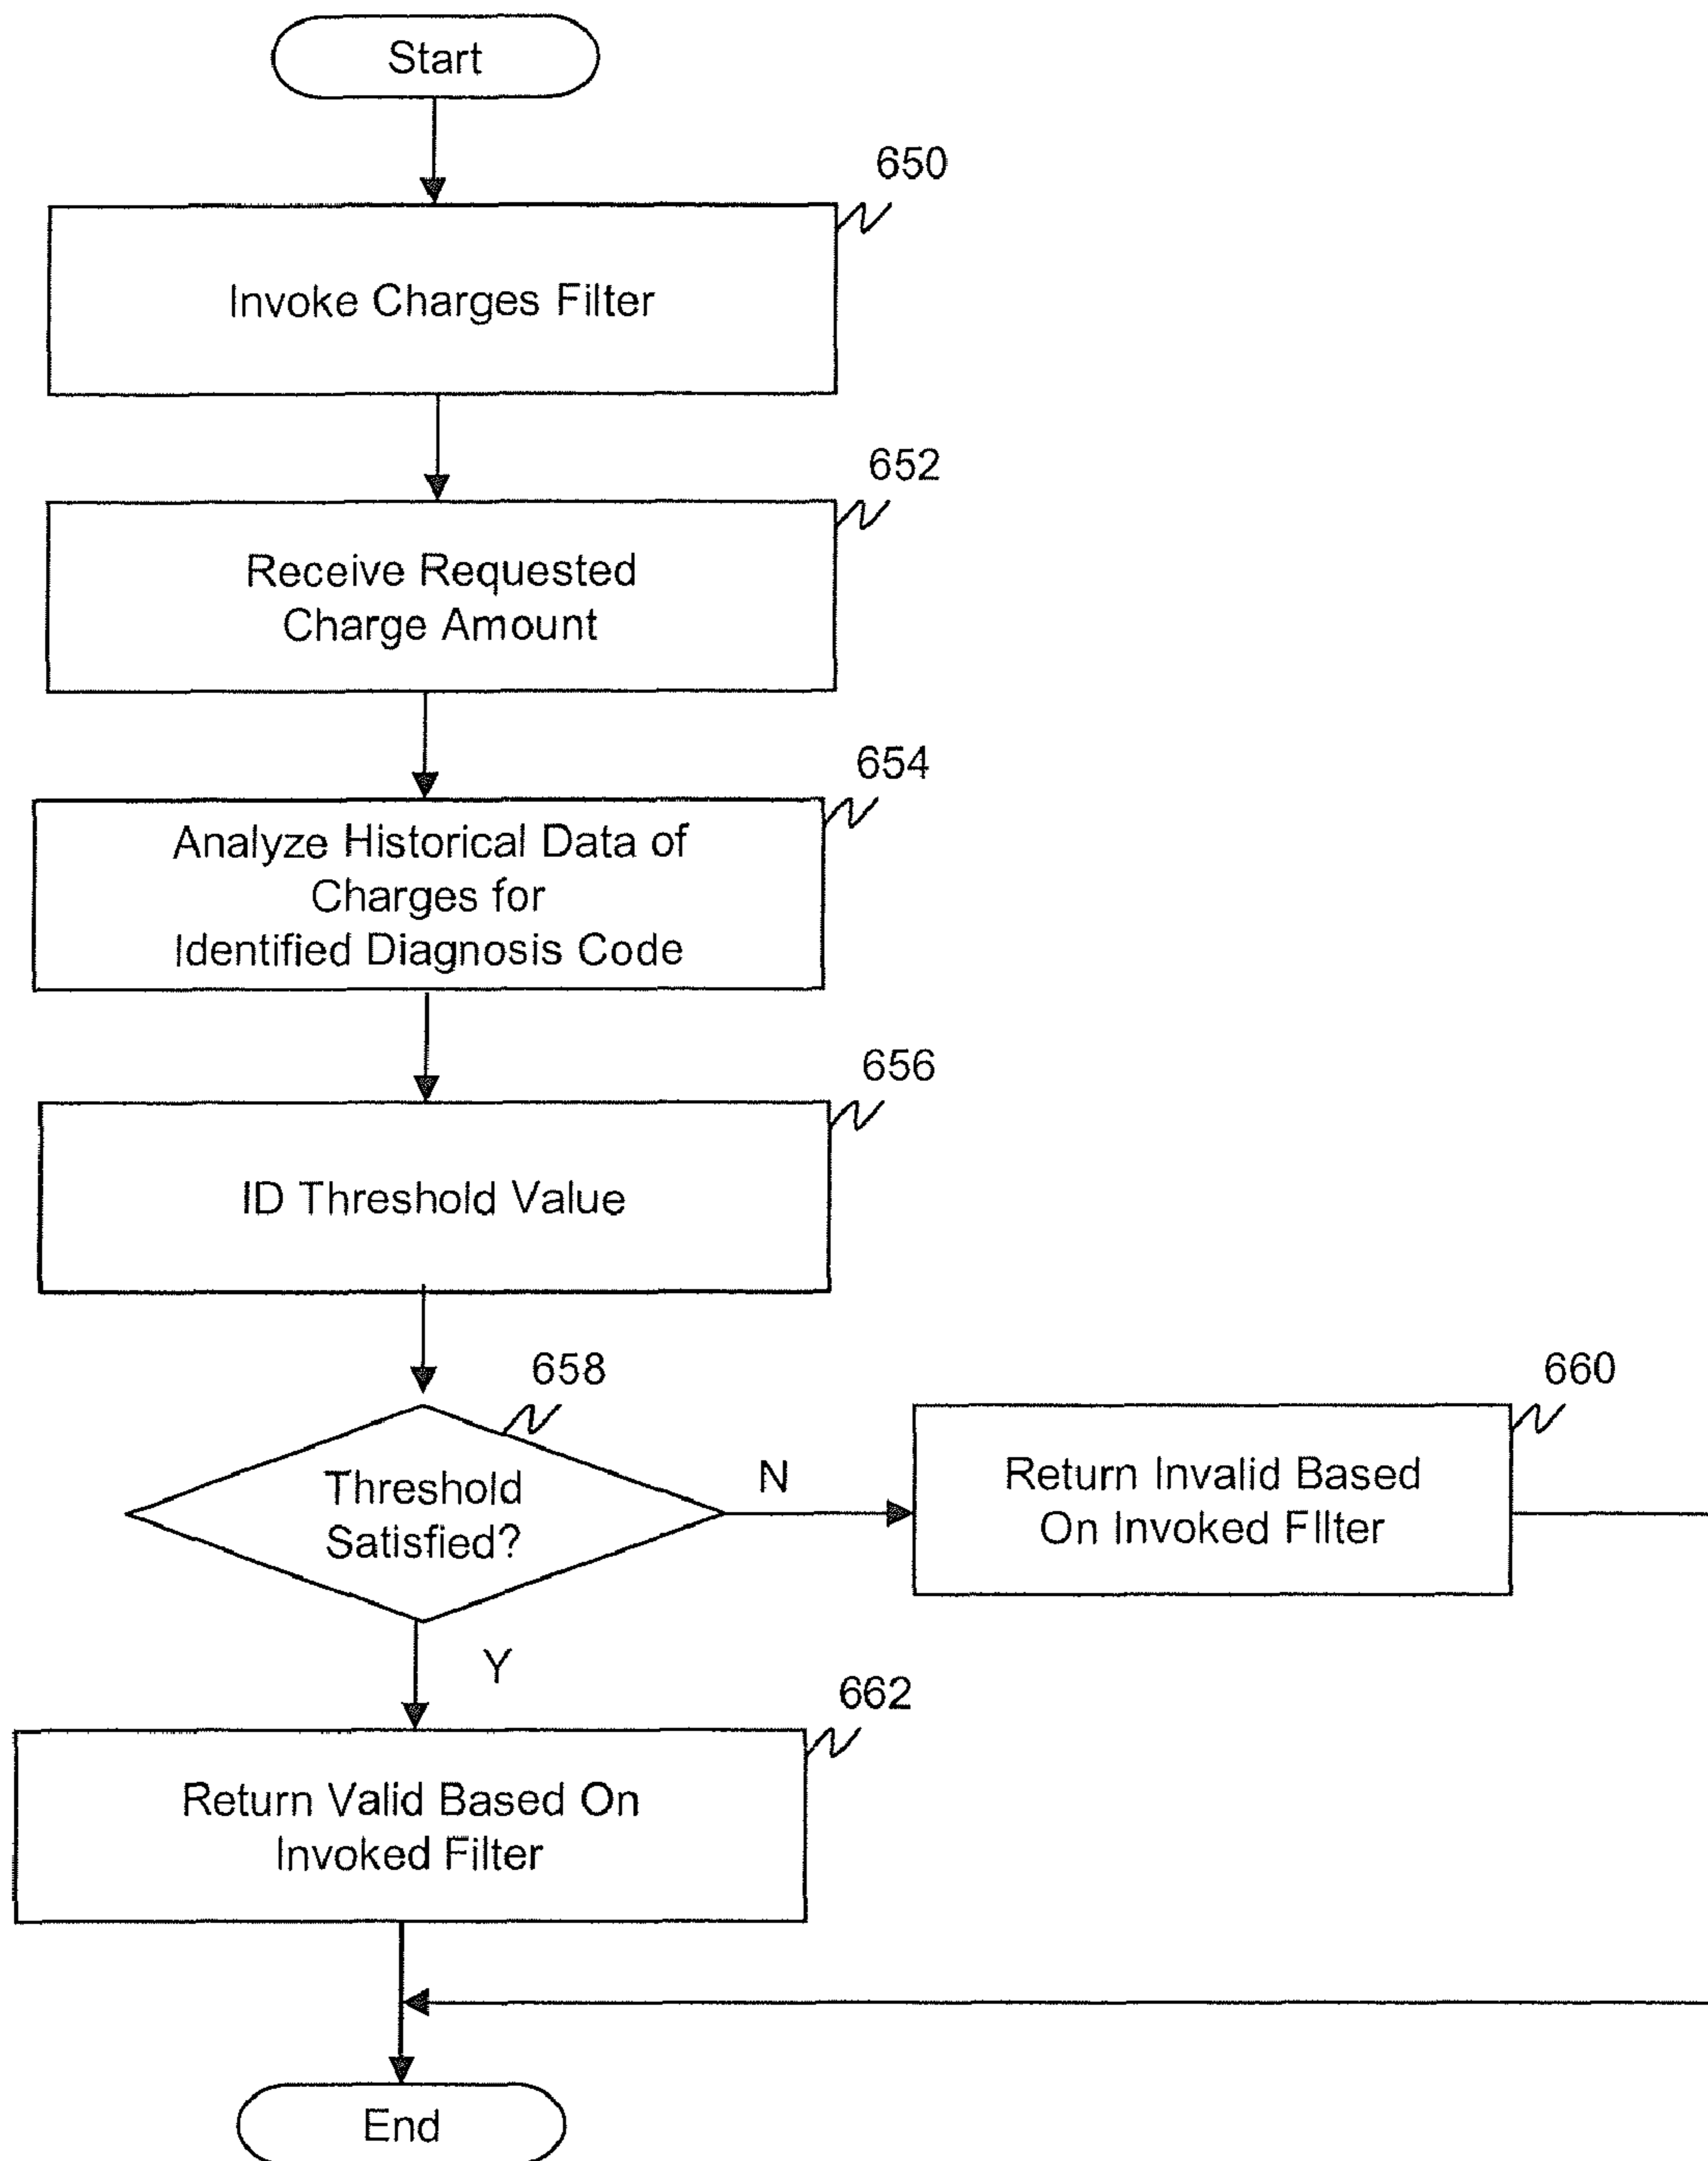 Start
650
Invoke Charges Filter
652
Receive Requested
Charge Amount
654
Analyze Historical Data of
Charges for
Identified Diagnosis Code
656
ID Threshold Value
658
Threshold
Satisfied?
N
660
Return Invalid Based
On Invoked FIlter
Y
662
Return Valid Based On
Invoked Filter
End